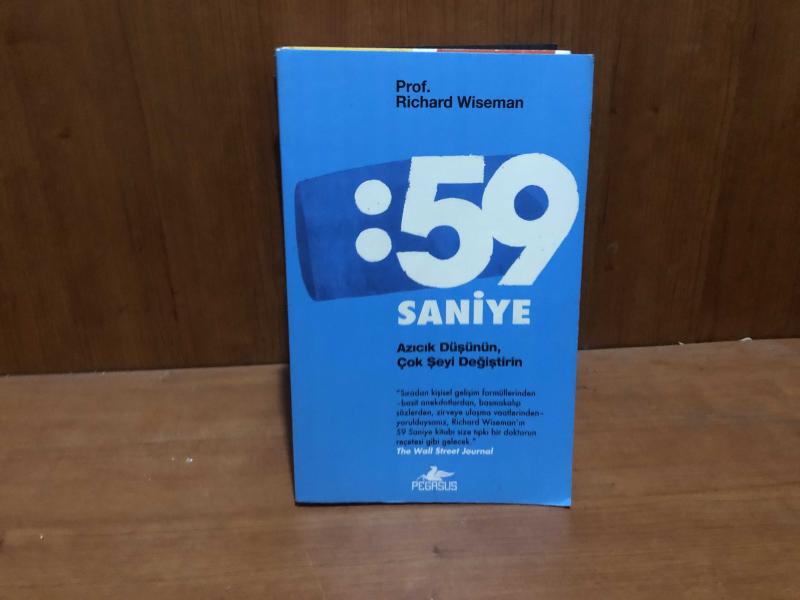 Prof.
Richard Wiseman
:59
SANİYE
Azıcık Düşünün,
Çok Şeyi Değiştirin
"Sıradan kişisel gelişim formüllerinden
-basit anekdotlardan, basmakalıp
sözlerden, zirveye ulaşma vaatlerinden-
yorulduysanız, Richard Wiseman'ın
59 Saniye kitabı size tıpkı bir doktorun
reçetesi gibi gelecek."
The Wall Street Journal
PEGASUS